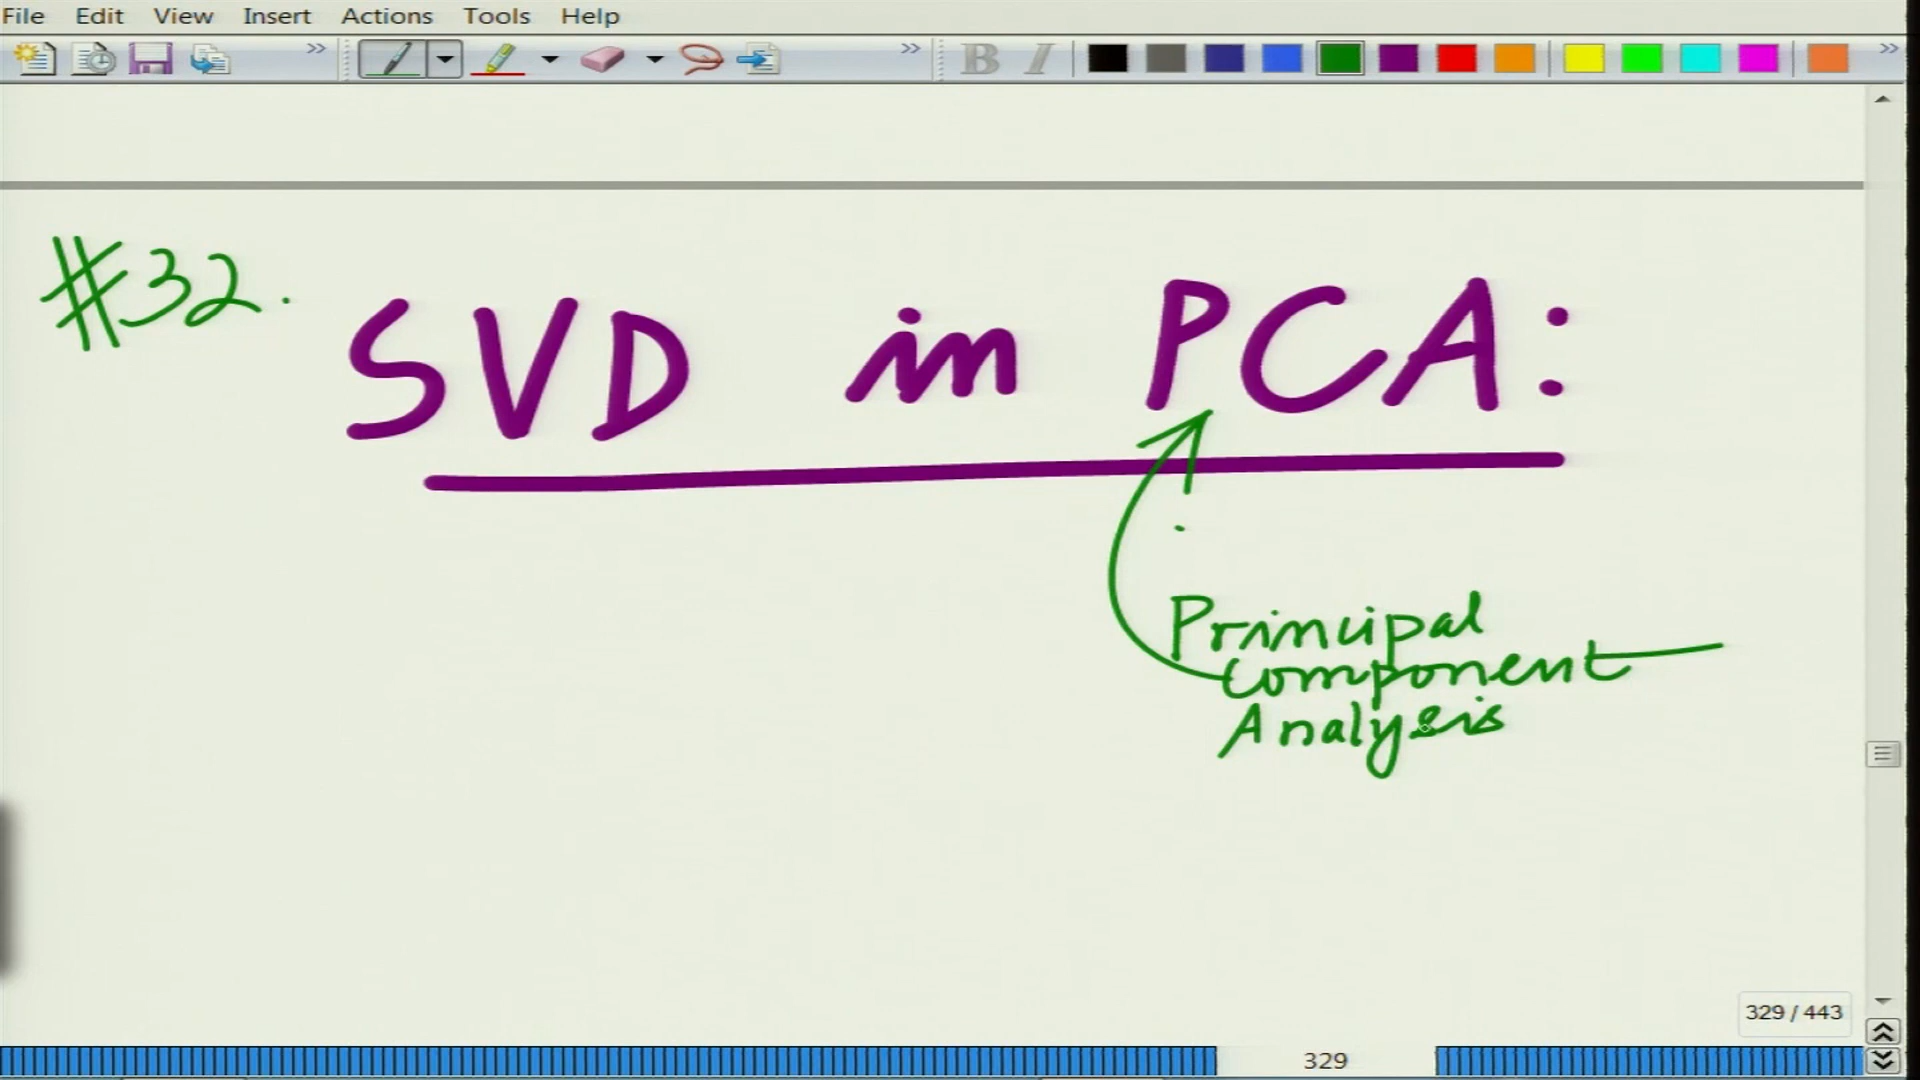 File Edit View Insert Actions Tools Help
B I
#32.
SVD in PCA:
Principal
Component
Analysis
329 / 443
329